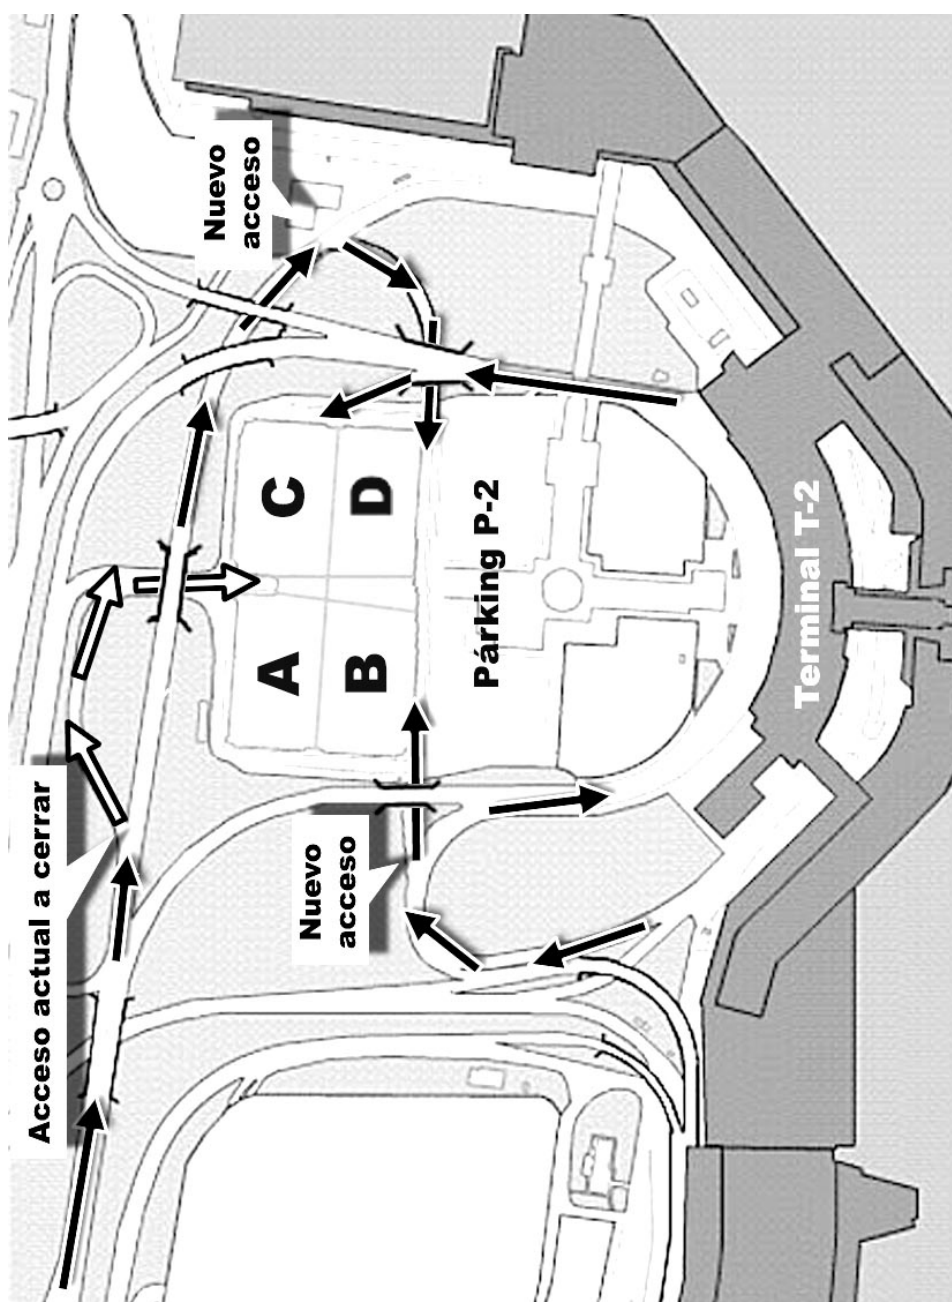 Acceso actual a cerrar
Nuevo
acceso
A
C
Nuevo
acceso
B
D
Párking P-2
Terminal T-2